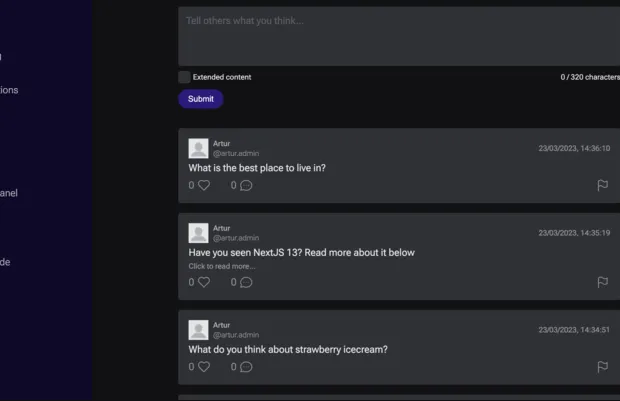 Tell others what you think...
Extended content
0 / 320 characters
Submit
ions
anel
de
Artur
@artur.admin
23/03/2023, 14:36:10
What is the best place to live in?
0 0
Artur
@artur.admin
23/03/2023, 14:35:19
Have you seen NextJS 13? Read more about it below
Click to read more...
0 0
Artur
@artur.admin
23/03/2023, 14:34:51
What do you think about strawberry icecream?
0 0